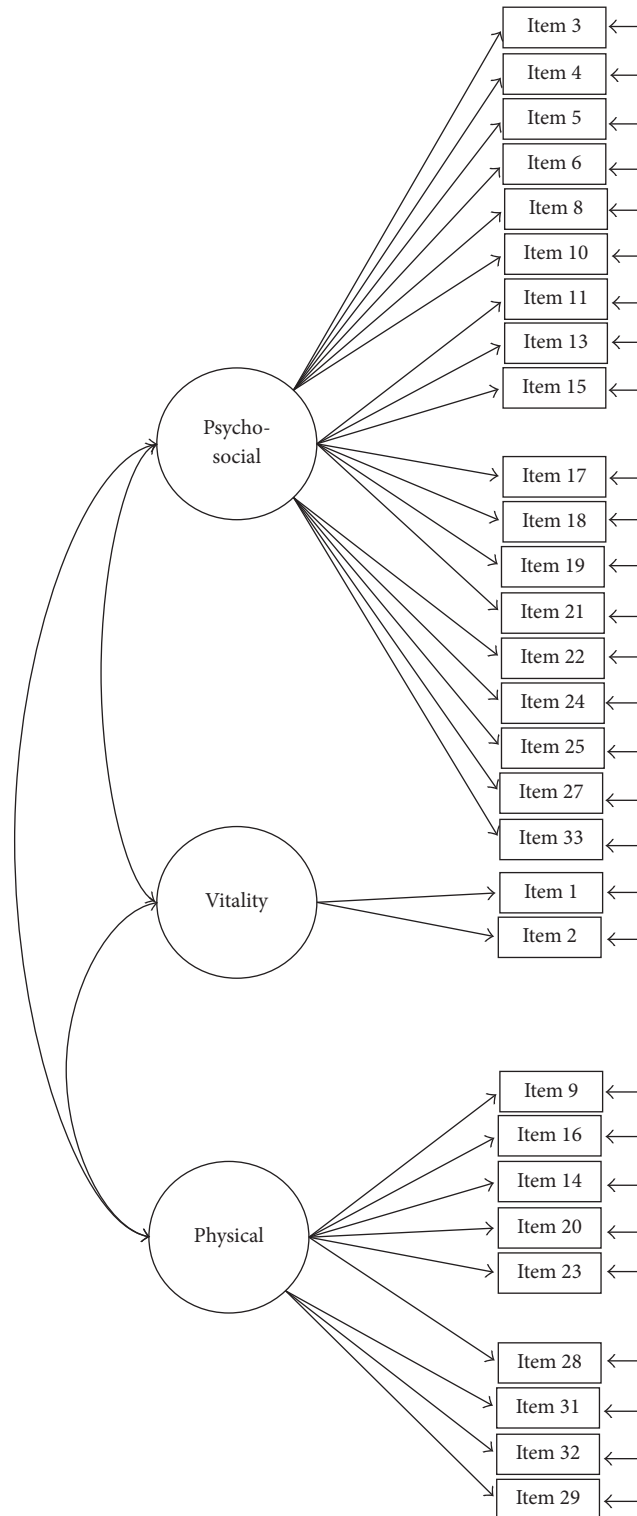 Item 3
Item 4
Item 5
Item 6
Item 8
Item 10
Item 11
Item 13
Item 15
Psycho-
social
Item 17
Item 18
Item 19
Item 21
Item 22
Item 24
Item 25
Item 27
Item 33
Vitality
Item 1
Item 2
Item 9
Item 16
Item 14
Physical
Item 20
Item 23
Item 28
Item 31
Item 32
Item 29